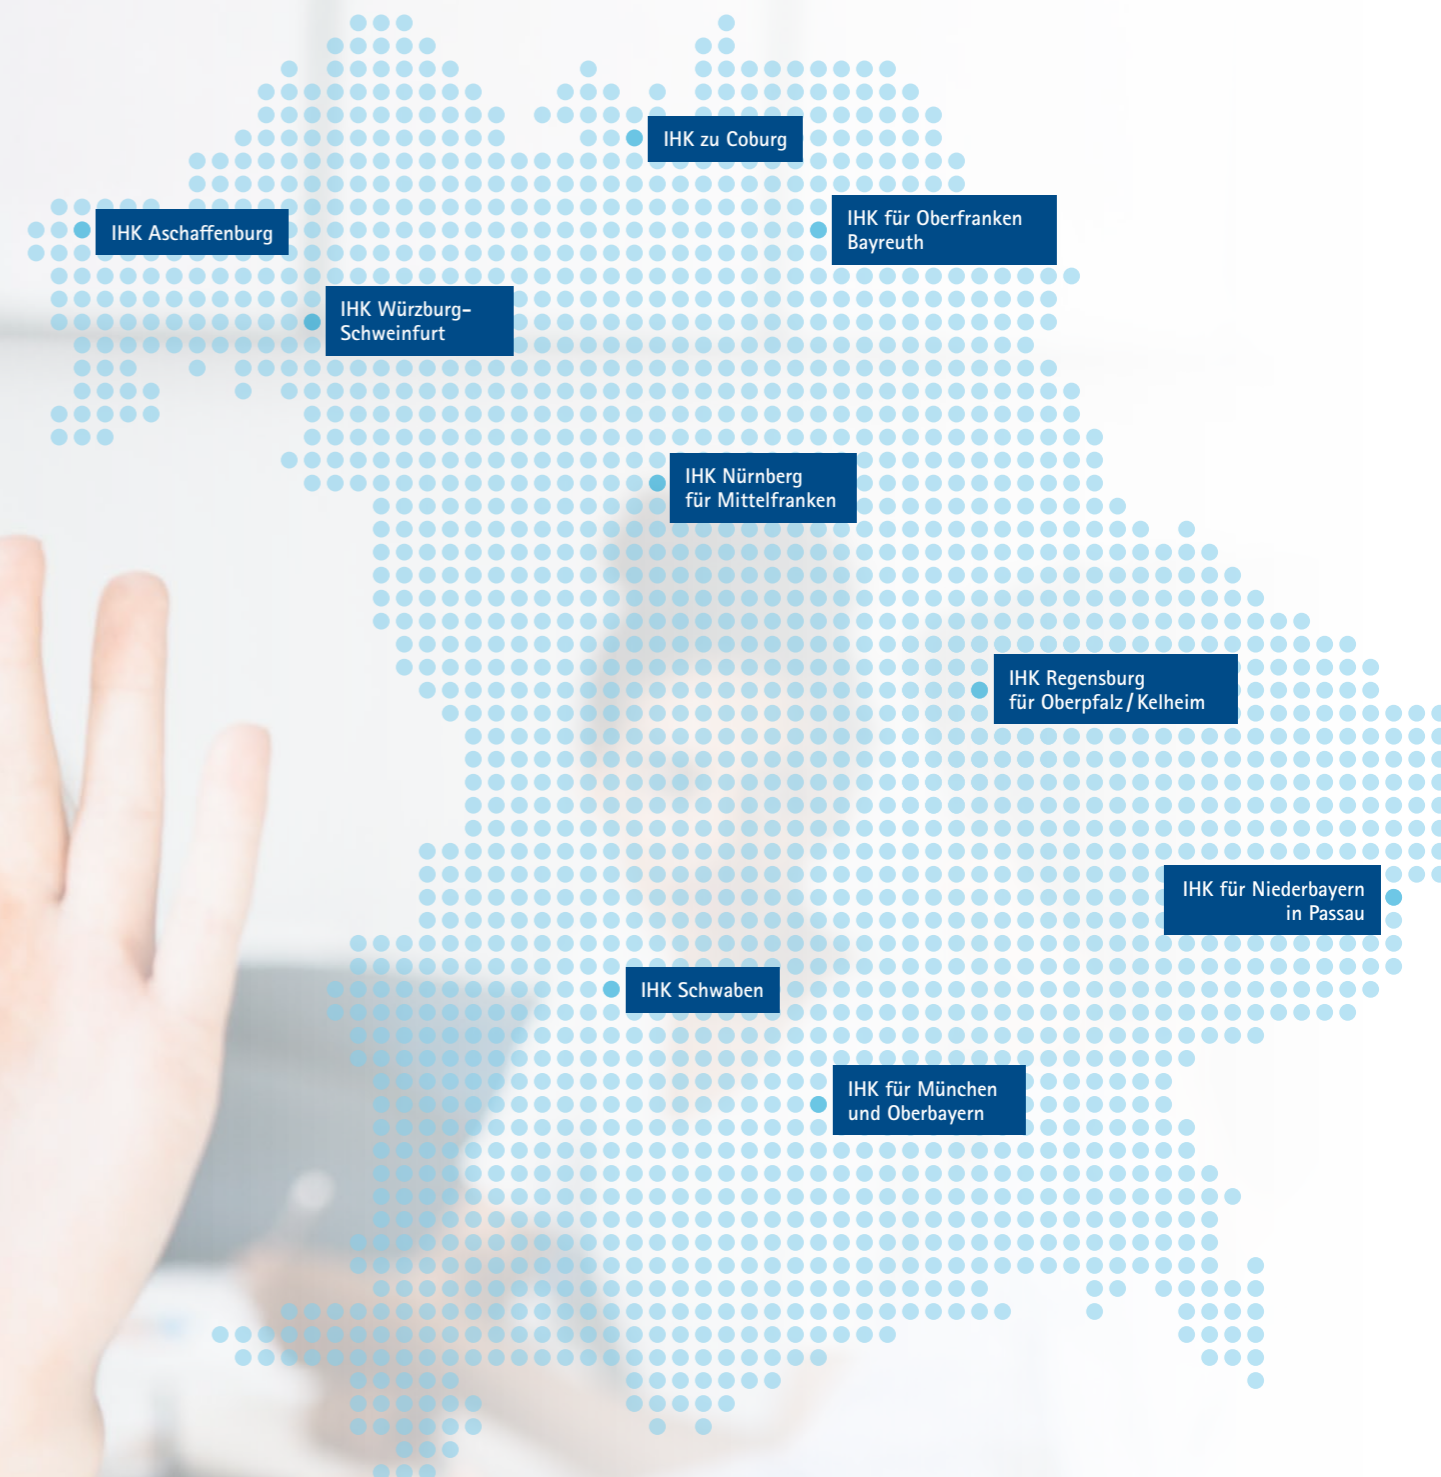 IHK zu Coburg
IHK Aschaffenburg
IHK für Oberfranken
Bayreuth
IHK Würzburg-
Schweinfurt
IHK Nürnberg
für Mittelfranken
IHK Regensburg
für Oberpfalz / Kelheim
IHK für Niederbayern
in Passau
IHK Schwaben
IHK für München
und Oberbayern